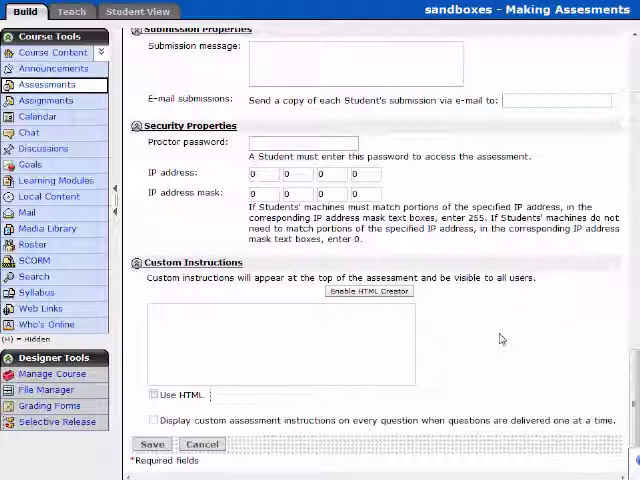 Build
Teach
Student View
sandboxes - Making Assesments
Course Tools
Course Content
Announcements
Assessments
Assignments
Calendar
Chat
Discussions
Goals
Learning Modules
Local Content
Mail
Media Library
Roster
SCORM
Search
Syllabus
Web Links
Who's Online
(H) = Hidden
Designer Tools
Manage Course
File Manager
Grading Forms
Selective Release
Submission Properties
Submission message:
E-mail submissions: Send a copy of each Student's submission via e-mail to:
Security Properties
Proctor password:
A Student must enter this password to access the assessment.
IP address: 0 0 0 0
IP address mask: 0 0 0 0
If Students' machines must match portions of the specified IP address, in the
corresponding IP address mask text boxes, enter 255. If Students' machines do not
need to match portions of the specified IP address, in the corresponding IP address
mask text boxes, enter 0.
Custom Instructions
Custom instructions will appear at the top of the assessment and be visible to all users.
Enable HTML Creator
Use HTML
Display custom assessment instructions on every question when questions are delivered one at a time.
Save Cancel
*Required fields